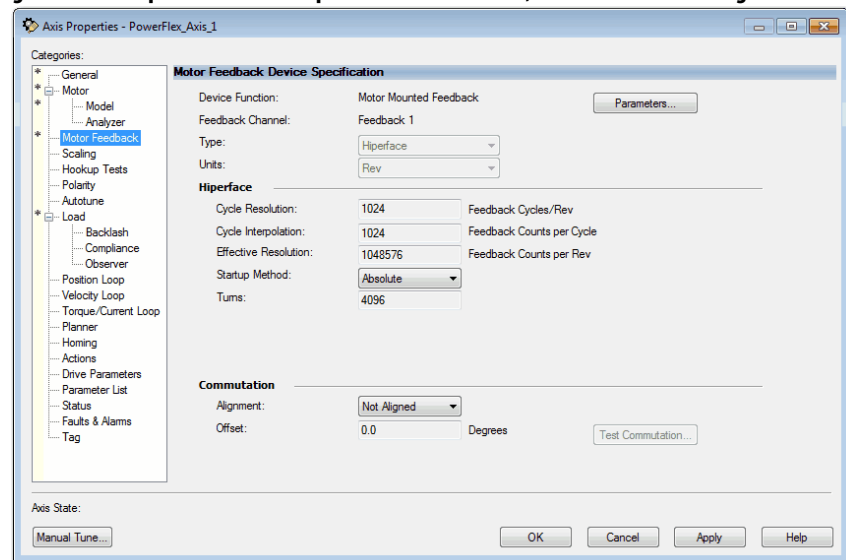 Axis Properties - PowerFlex_Axis_1
Categories:
* General
* Motor
* Model
Analyzer
* Motor Feedback
Scaling
Hookup Tests
Polarity
Autotune
* Load
Backlash
Compliance
Observer
Position Loop
Velocity Loop
Torque/Current Loop
Planner
Homing
Actions
Drive Parameters
Parameter List
Status
Faults & Alarms
Tag
Motor Feedback Device Specification
Device Function: Motor Mounted Feedback Parameters...
Feedback Channel: Feedback 1
Type: Hiperface
Units: Rev
Hiperface
Cycle Resolution: 1024 Feedback Cycles/Rev
Cycle Interpolation: 1024 Feedback Counts per Cycle
Effective Resolution: 1048576 Feedback Counts per Rev
Startup Method: Absolute
Turns: 4096
Commutation
Alignment: Not Aligned
Offset: 0.0 Degrees Test Commutation...
Axis State:
Manual Tune... OK Cancel Apply Help